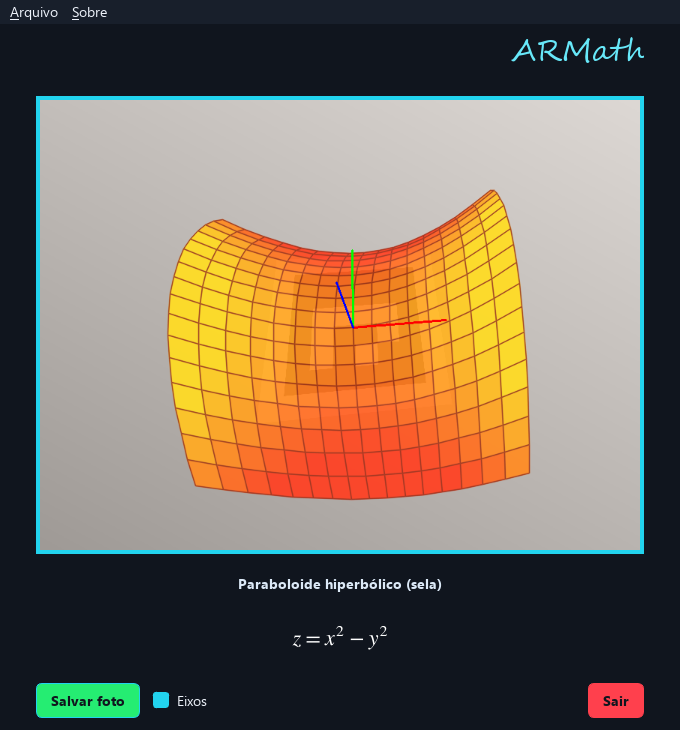 Arquivo Sobre
ARMath
Paraboloide hiperbólico (sela)
z = x² − y²
Salvar foto Eixos Sair